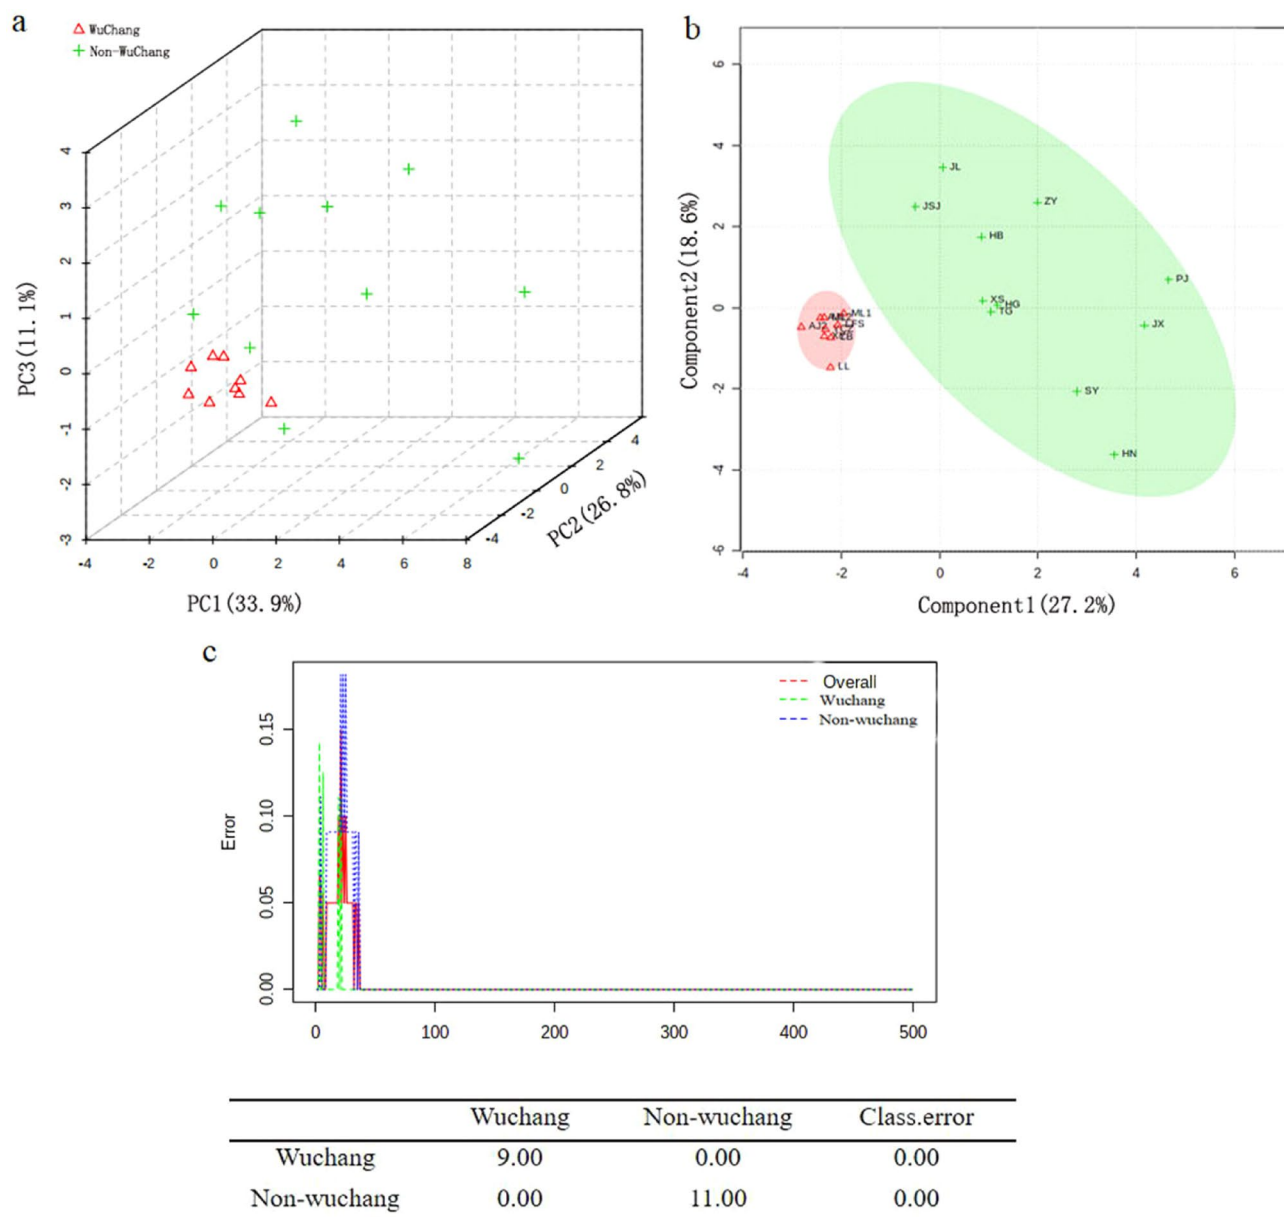 a
WuChang
Non-WuChang
4
3
2
1
0
-1
-2
-3
-4 -2 0 2 4 6 8
-4 -2 0 2 4
PC3(11.1%)
PC2(26.8%)
PC1(33.9%)
b
6
4
2
0
-2
-4
-6
-4 -2 0 2 4 6
Component2(18.6%)
JL
JSJ
ZY
HB
PJ
XS
HG
TG
JX
SY
HN
ML1
AJ2
LL
Component1(27.2%)
c
Overall
Wuchang
Non-wuchang
Error
0.15
0.10
0.05
0.00
0 100 200 300 400 500
Wuchang Non-wuchang Class.error
Wuchang 9.00 0.00 0.00
Non-wuchang 0.00 11.00 0.00